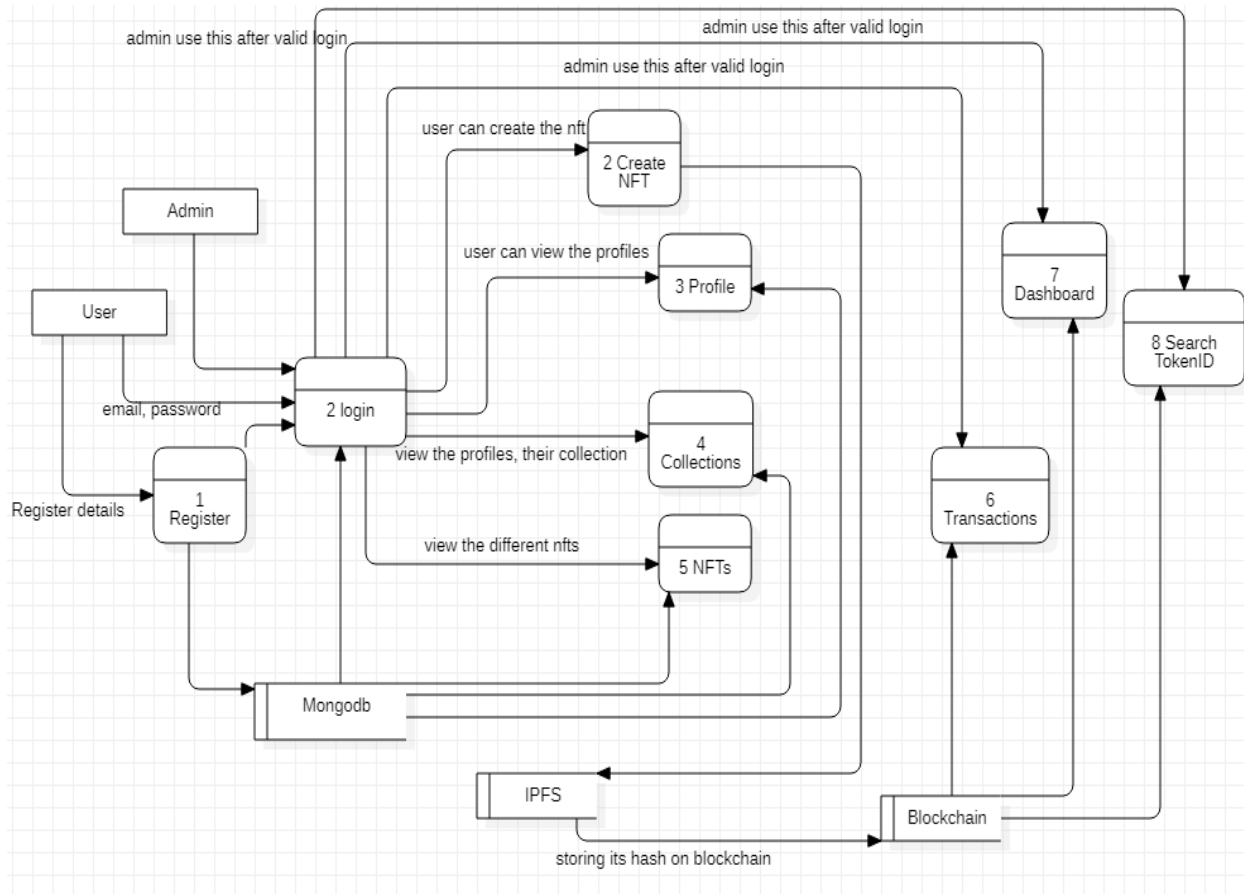 admin use this after valid login
admin use this after valid login
admin use this after valid login
user can create the nft
2 Create
NFT
Admin
user can view the profiles
3 Profile
7
Dashboard
User
8 Search
TokenID
email, password
2 login
view the profiles, their collection
4
Collections
Register details
1
Register
6
Transactions
view the different nfts
5 NFTs
Mongodb
IPFS
Blockchain
storing its hash on blockchain